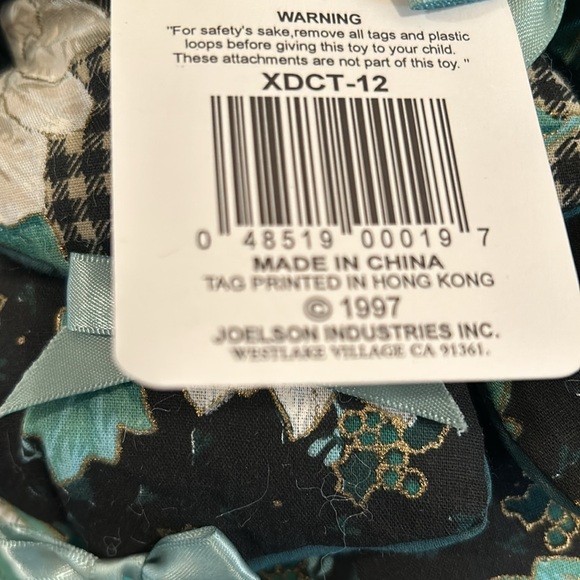 WARNING
"For safety's sake,remove all tags and plastic
loops before giving this toy to your child.
These attachments are not part of this toy. "
XDCT-12
0 48519 00019 7
MADE IN CHINA
TAG PRINTED IN HONG KONG
© 1997
JOELSON INDUSTRIES INC.
WESTLAKE VILLAGE CA 91361.